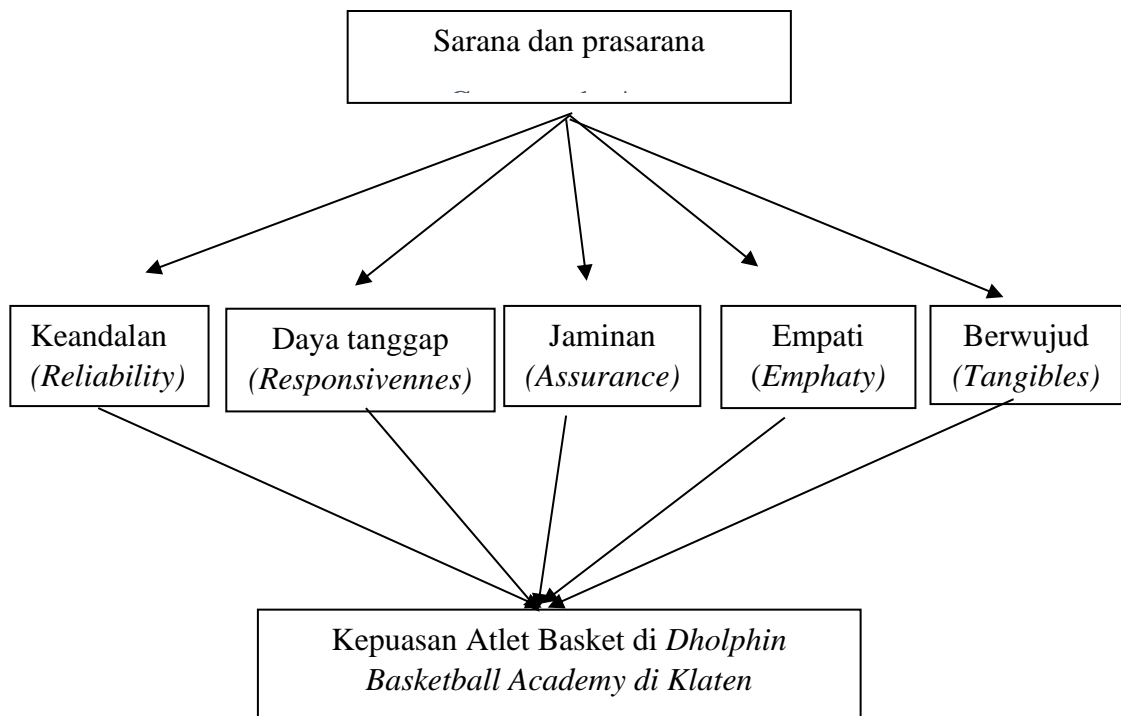 Sarana dan prasarana
Keandalan
(Reliability)
Daya tanggap
(Responsivennes)
Jaminan
(Assurance)
Empati
(Emphaty)
Berwujud
(Tangibles)
Kepuasan Atlet Basket di Dholphin
Basketball Academy di Klaten